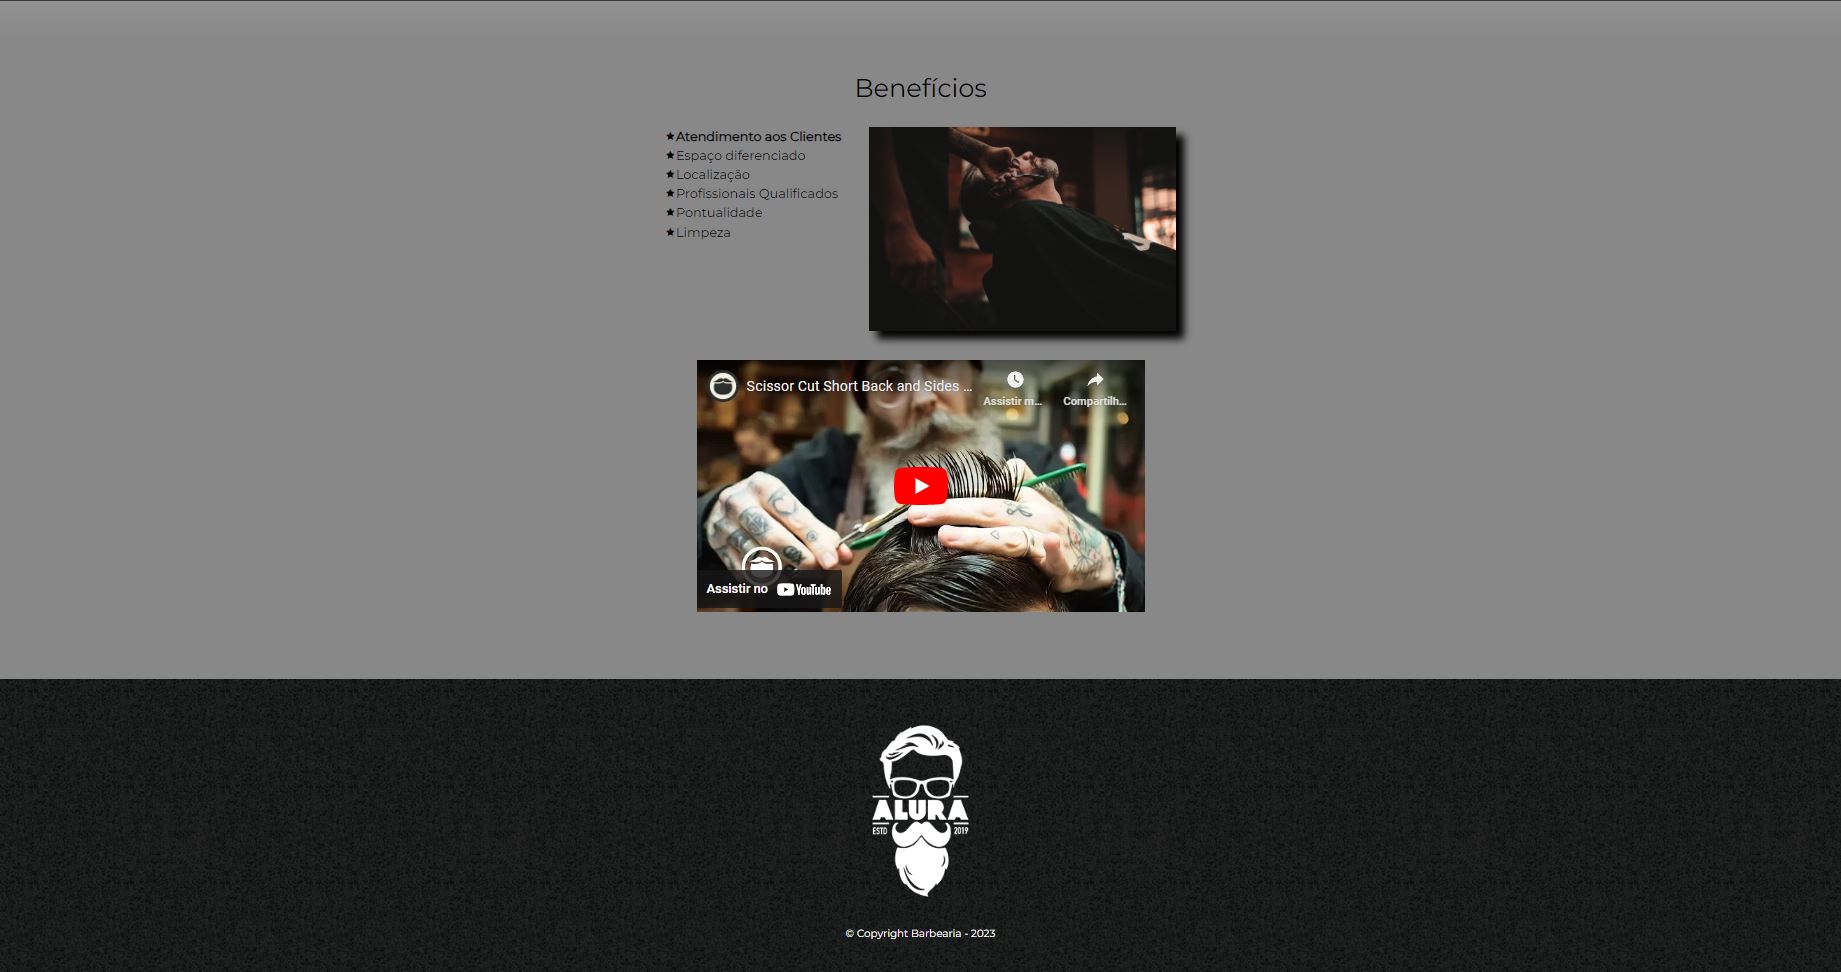 Benefícios
★Atendimento aos Clientes
★Espaço diferenciado
★Localização
★Profissionais Qualificados
★Pontualidade
★Limpeza
Scissor Cut Short Back and Sides ...
Assistir m...
Compartilh...
Assistir no YouTube
ALURA
ESTD 2019
© Copyright Barbearia - 2023